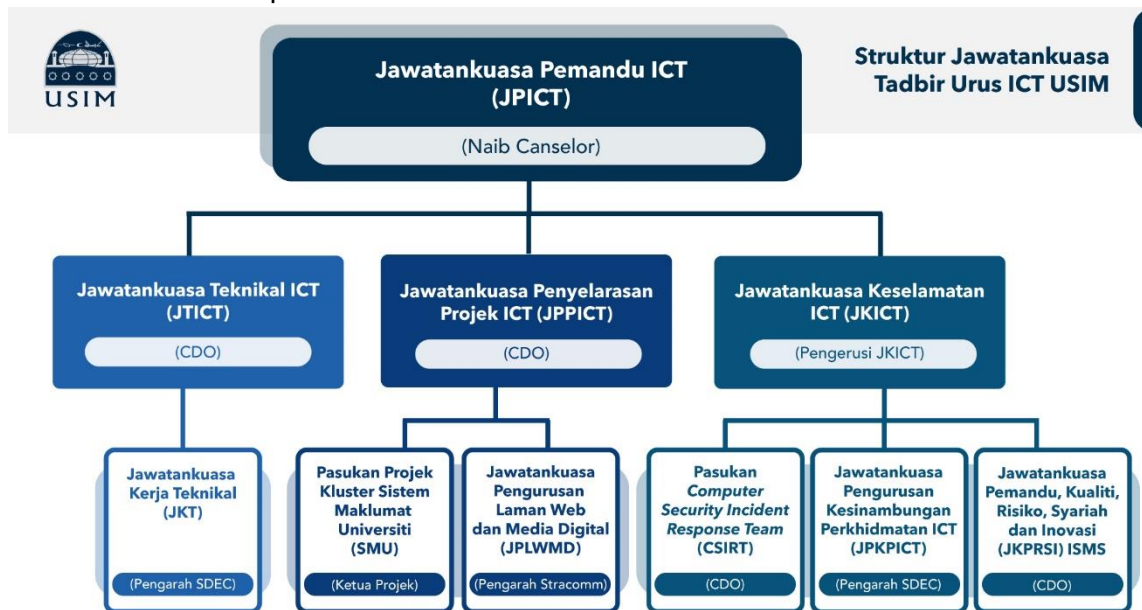 USIM
Jawatankuasa Pemandu ICT
(JPICT)
(Naib Canselor)
Struktur Jawatankuasa
Tadbir Urus ICT USIM
Jawatankuasa Teknikal ICT
(JTICT)
(CDO)
Jawatankuasa Penyelarasan
Projek ICT (JPPICT)
(CDO)
Jawatankuasa Keselamatan
ICT (JKICT)
(Pengerusi JKICT)
Jawatankuasa
Kerja Teknikal
(JKT)
(Pengarah SDEC)
Pasukan Projek
Kluster Sistem
Maklumat
Universiti
(SMU)
(Ketua Projek)
Jawatankuasa
Pengurusan
Laman Web
dan Media Digital
(JPLWMD)
(Pengarah Stracomm)
Pasukan
Computer
Security Incident
Response Team
(CSIRT)
(CDO)
Jawatankuasa
Pengurusan
Kesinambungan
Perkhidmatan ICT
(JPKPICT)
(Pengarah SDEC)
Jawatankuasa
Pemandu, Kualiti,
Risiko, Syariah
dan Inovasi
(JKPRSI) ISMS
(CDO)